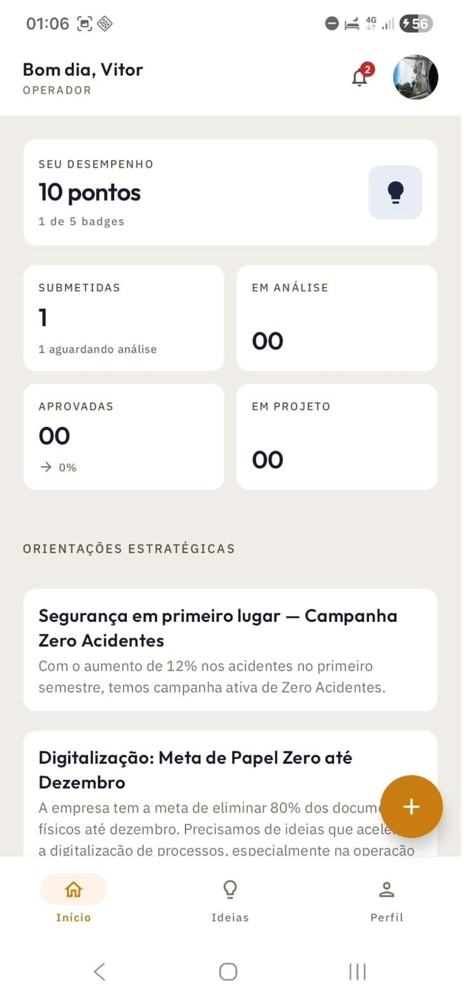 01:06
4G
56
Bom dia, Vitor
OPERADOR
2
SEU DESEMPENHO
10 pontos
1 de 5 badges
SUBMETIDAS
1
1 aguardando análise
EM ANÁLISE
00
APROVADAS
00
→ 0%
EM PROJETO
00
ORIENTAÇÕES ESTRATÉGICAS
Segurança em primeiro lugar — Campanha
Zero Acidentes
Com o aumento de 12% nos acidentes no primeiro
semestre, temos campanha ativa de Zero Acidentes.
Digitalização: Meta de Papel Zero até
Dezembro
A empresa tem a meta de eliminar 80% dos
físicos até dezembro. Precisamos de ideias que
a digitalização de processos, especialmente na operação
+
Início
Ideias
Perfil